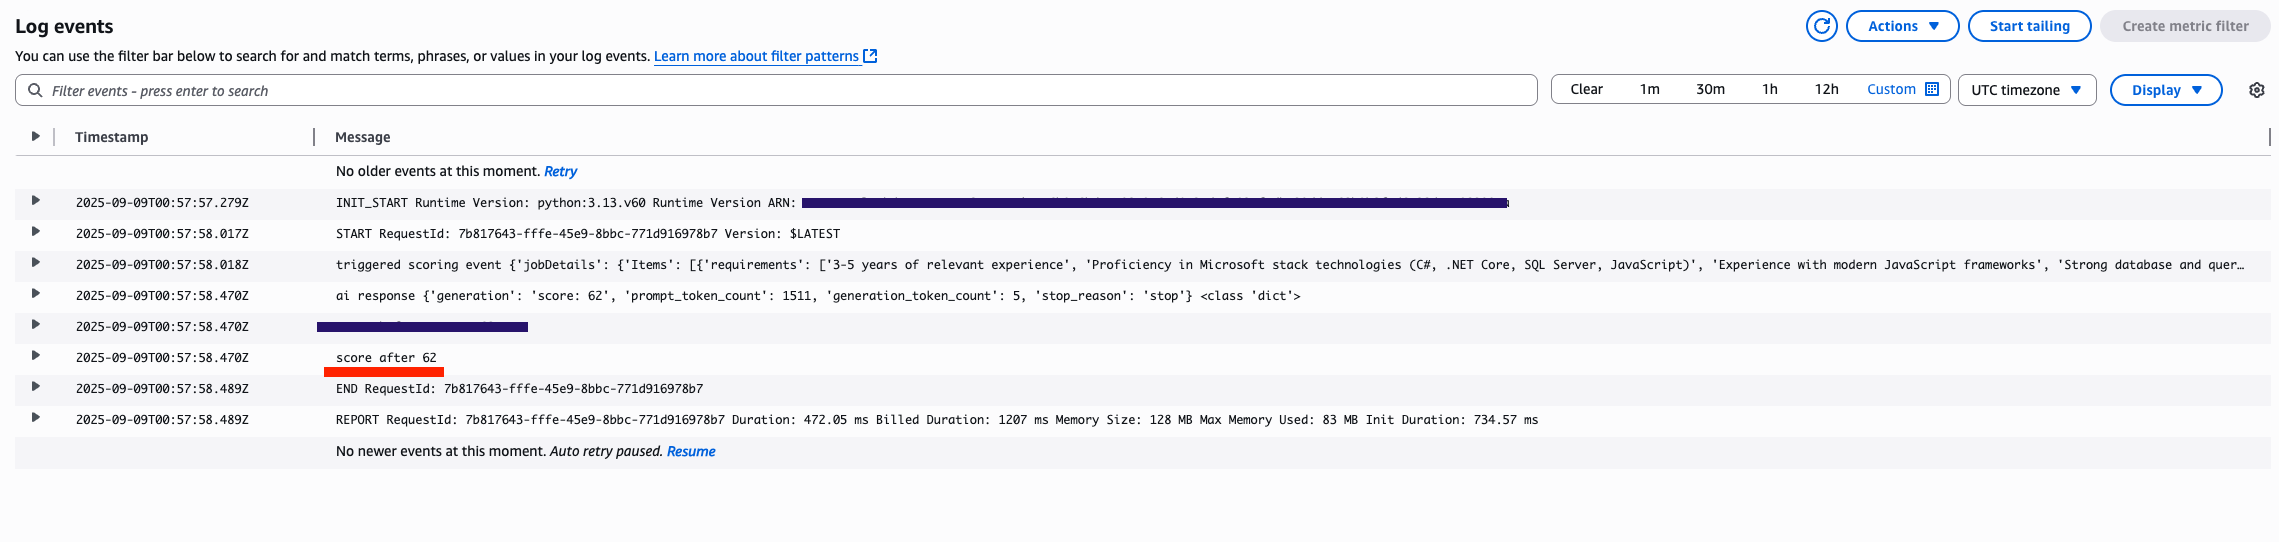 Log events
Actions
Start tailing
Create metric filter
You can use the filter bar below to search for and match terms, phrases, or values in your log events. Learn more about filter patterns
Filter events - press enter to search
Clear 1m 30m 1h 12h Custom UTC timezone Display
Timestamp Message
No older events at this moment. Retry
2025-09-09T00:57:57.279Z INIT_START Runtime Version: python:3.13.v60 Runtime Version ARN:
2025-09-09T00:57:58.017Z START RequestId: 7b817643-fffe-45e9-8bbc-771d916978b7 Version: $LATEST
2025-09-09T00:57:58.018Z triggered scoring event {'jobDetails': {'Items': [{'requirements': ['3-5 years of relevant experience', 'Proficiency in Microsoft stack technologies (C#, .NET Core, SQL Server, JavaScript)', 'Experience with modern JavaScript frameworks', 'Strong database and quer…
2025-09-09T00:57:58.470Z ai response {'generation': 'score: 62', 'prompt_token_count': 1511, 'generation_token_count': 5, 'stop_reason': 'stop'} <class 'dict'>
2025-09-09T00:57:58.470Z
2025-09-09T00:57:58.470Z score after 62
2025-09-09T00:57:58.489Z END RequestId: 7b817643-fffe-45e9-8bbc-771d916978b7
2025-09-09T00:57:58.489Z REPORT RequestId: 7b817643-fffe-45e9-8bbc-771d916978b7 Duration: 472.05 ms Billed Duration: 1207 ms Memory Size: 128 MB Max Memory Used: 83 MB Init Duration: 734.57 ms
No newer events at this moment. Auto retry paused. Resume